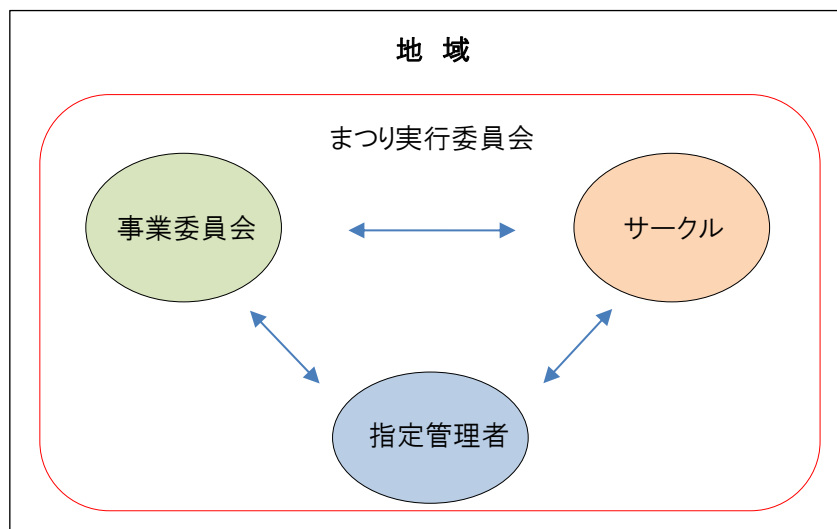 地 域
まつり実行委員会
事業委員会
サークル
指定管理者